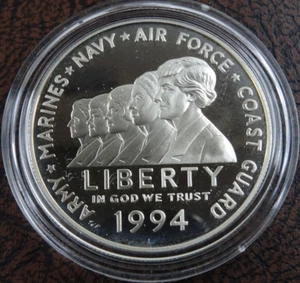 ARMY★MARINES★NAVY★AIR FORCE★COAST GUARD
LIBERTY
IN GOD WE TRUST
1994